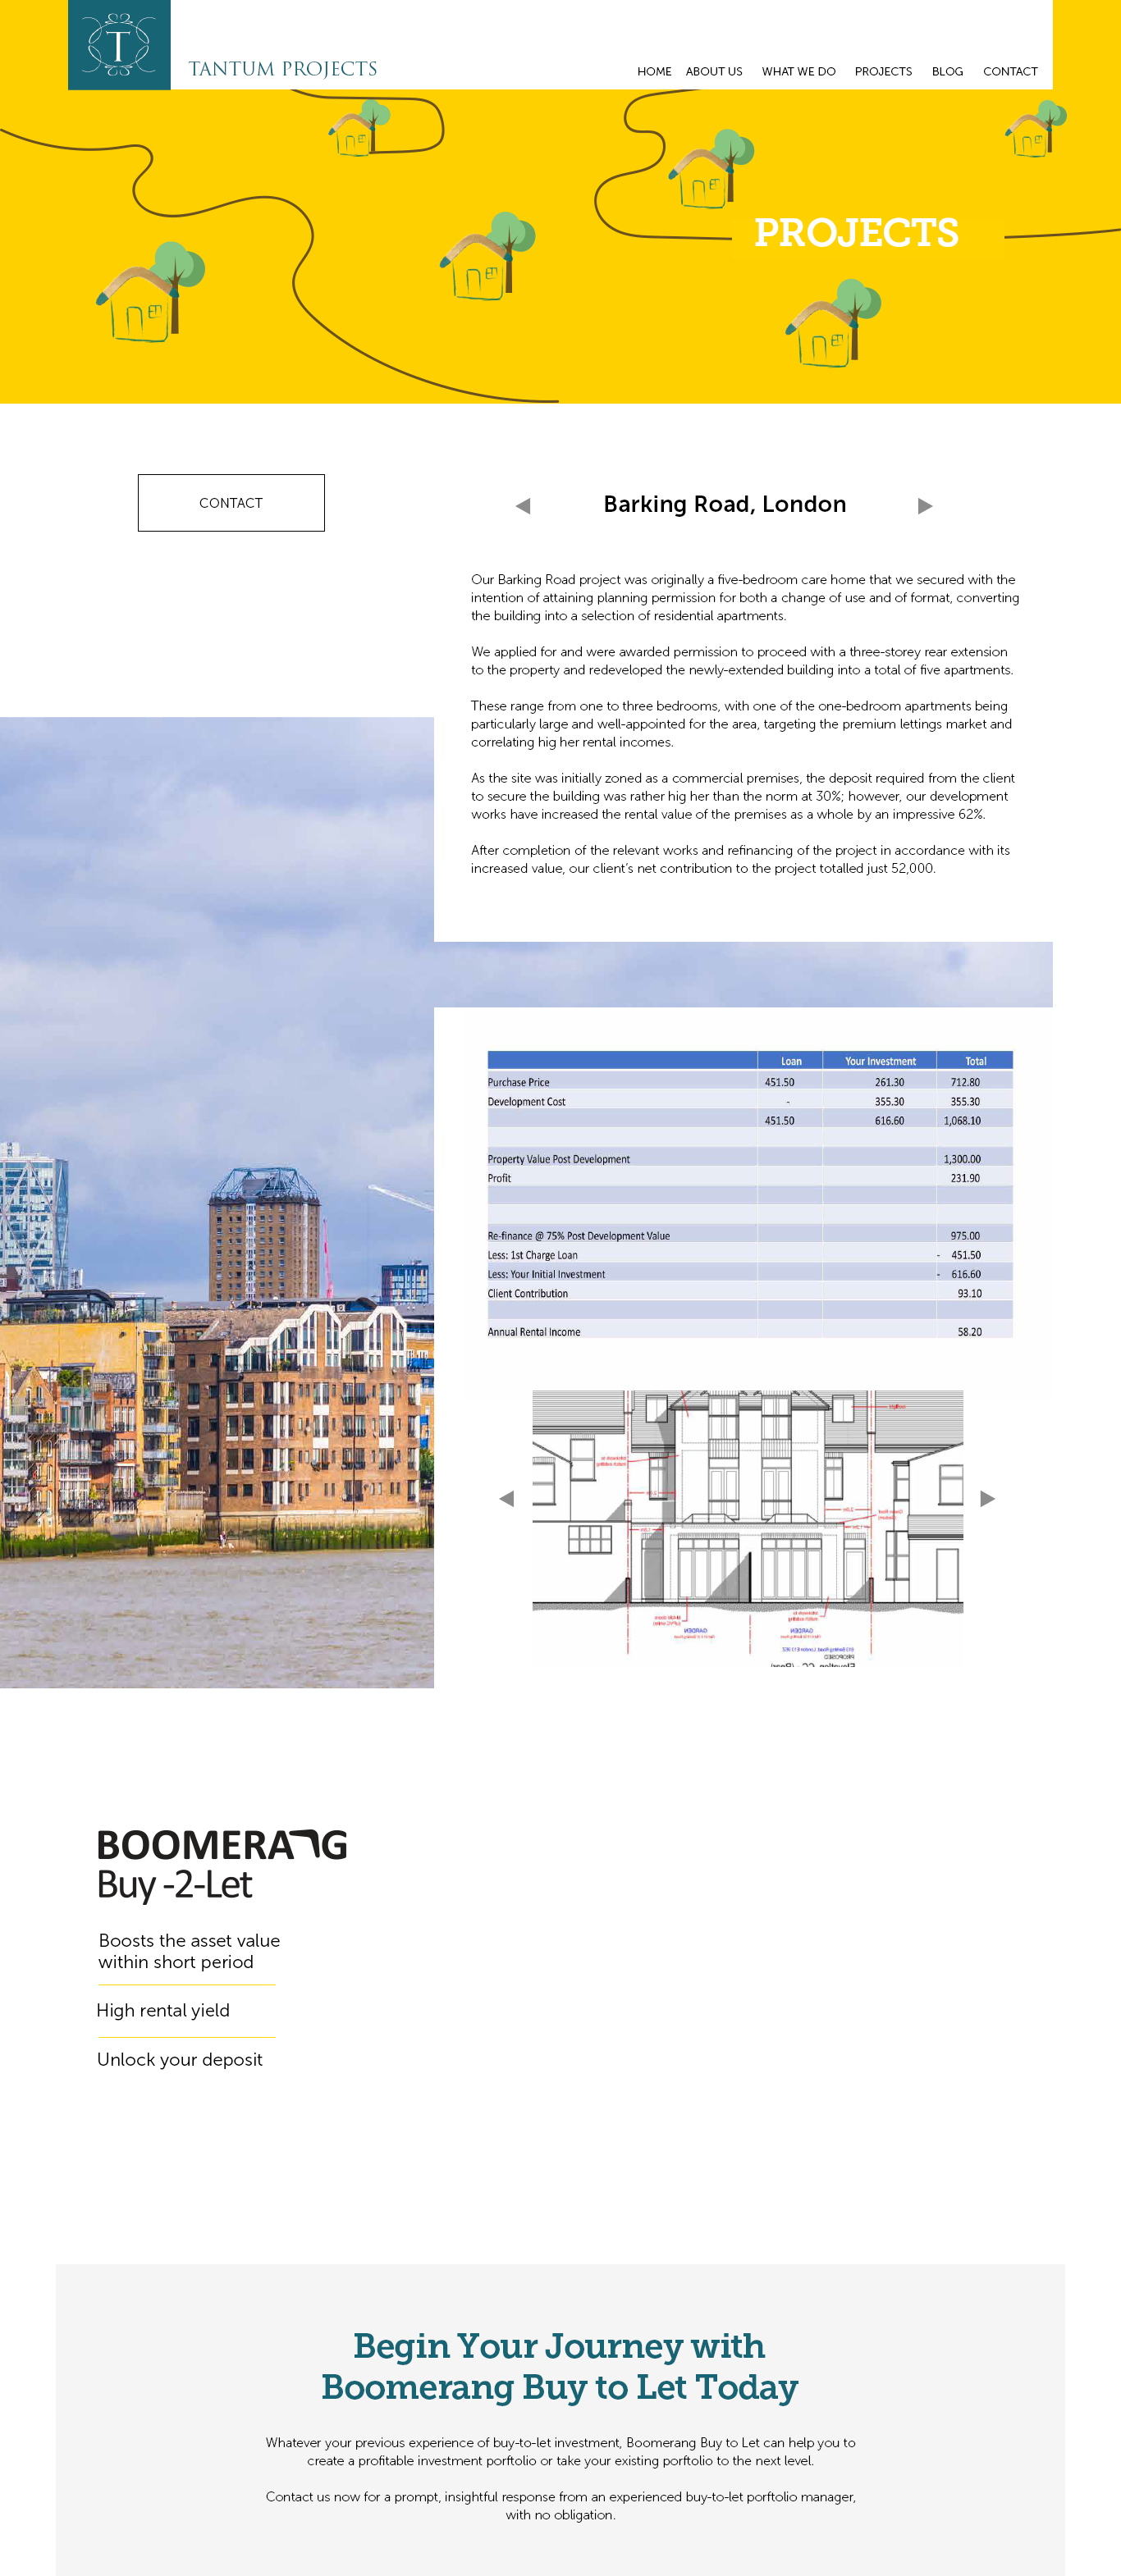 T
TANTUM PROJECTS
HOME ABOUT US WHAT WE DO PROJECTS BLOG CONTACT
PROJECTS
CONTACT
Barking Road, London
Our Barking Road project was originally a five-bedroom care home that we secured with the
intention of attaining planning permission for both a change of use and of format, converting
the building into a selection of residential apartments.
We applied for and were awarded permission to proceed with a three-storey rear extension
to the property and redeveloped the newly-extended building into a total of five apartments.
These range from one to three bedrooms, with one of the one-bedroom apartments being
particularly large and well-appointed for the area, targeting the premium lettings market and
correlating hig her rental incomes.
As the site was initially zoned as a commercial premises, the deposit required from the client
to secure the building was rather hig her than the norm at 30%; however, our development
works have increased the rental value of the premises as a whole by an impressive 62%.
After completion of the relevant works and refinancing of the project in accordance with its
increased value, our client's net contribution to the project totalled just 52,000.
Loan Your Investment Total
Purchase Price 451.50 261.30 712.80
Development Cost - 355.30 355.30
451.50 616.60 1,068.10
Property Value Post Development 1,300.00
Profit 231.90
Re-finance @ 75% Post Development Value 975.00
Less: 1st Charge Loan - 451.50
Less: Your Initial Investment - 616.60
Client Contribution 93.10
Annual Rental Income 58.20
GARDEN GARDEN
PROPOSED
BOOMERANG
Buy -2-Let
Boosts the asset value
within short period
High rental yield
Unlock your deposit
Begin Your Journey with
Boomerang Buy to Let Today
Whatever your previous experience of buy-to-let investment, Boomerang Buy to Let can help you to
create a profitable investment porftolio or take your existing porftolio to the next level.
Contact us now for a prompt, insightful response from an experienced buy-to-let porftolio manager,
with no obligation.